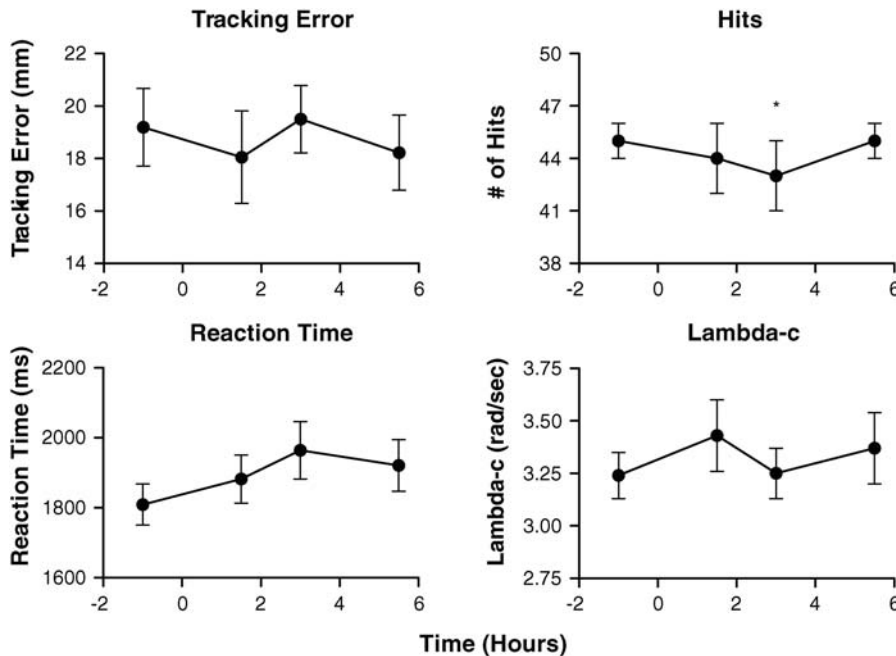 Tracking Error
Tracking Error (mm)
22
20
18
16
14
-2 0 2 4 6
Hits
# of Hits
50
47
44
41
38
*
-2 0 2 4 6
Reaction Time
Reaction Time (ms)
2200
2000
1800
1600
-2 0 2 4 6
Lambda-c
Lambda-c (rad/sec)
3.75
3.50
3.25
3.00
2.75
-2 0 2 4 6
Time (Hours)